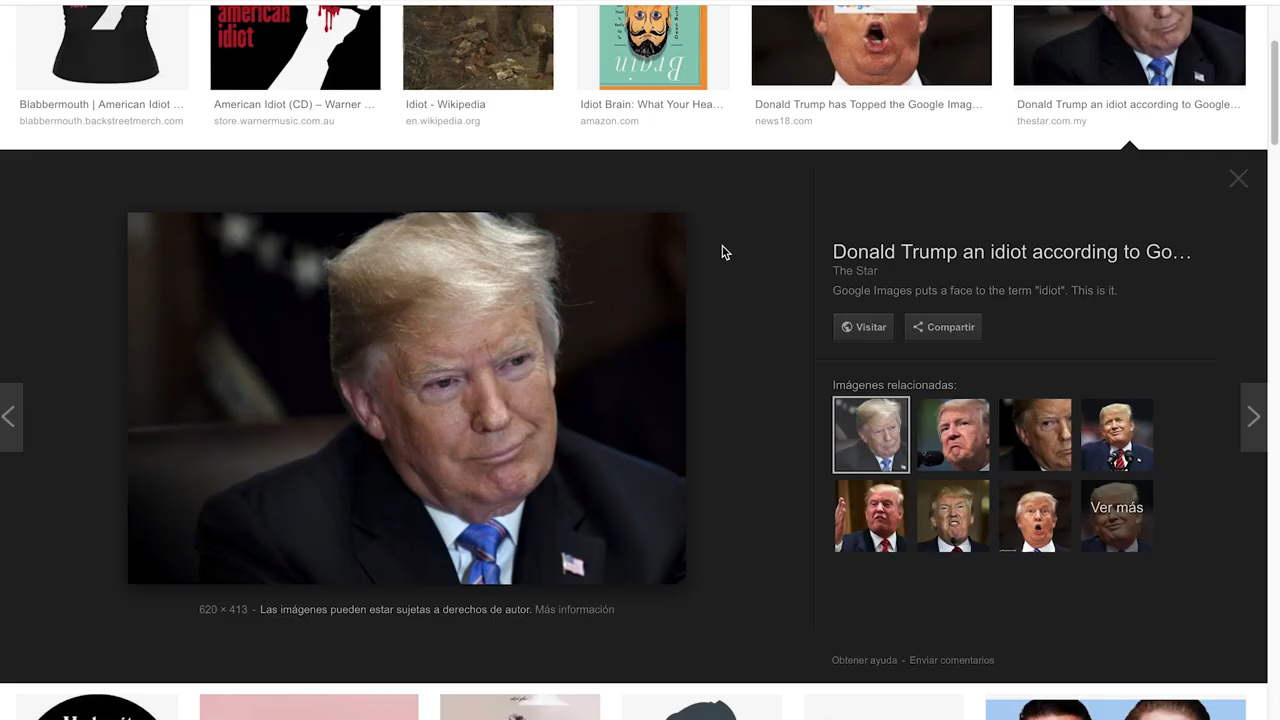 american
idiot
Brain
Blabbermouth | American Idiot ...
American Idiot (CD) – Warner ...
Idiot - Wikipedia
Idiot Brain: What Your Hea...
Donald Trump has Topped the Google Imag...
Donald Trump an idiot according to Google...
blabbermouth.backstreetmerch.com
store.warnermusic.com.au
en.wikipedia.org
amazon.com
news18.com
thestar.com.my
Donald Trump an idiot according to Go...
The Star
Google Images puts a face to the term "idiot". This is it.
Visitar
Compartir
Imágenes relacionadas:
Ver más
620 × 413 - Las imágenes pueden estar sujetas a derechos de autor. Más información
Obtener ayuda - Enviar comentarios